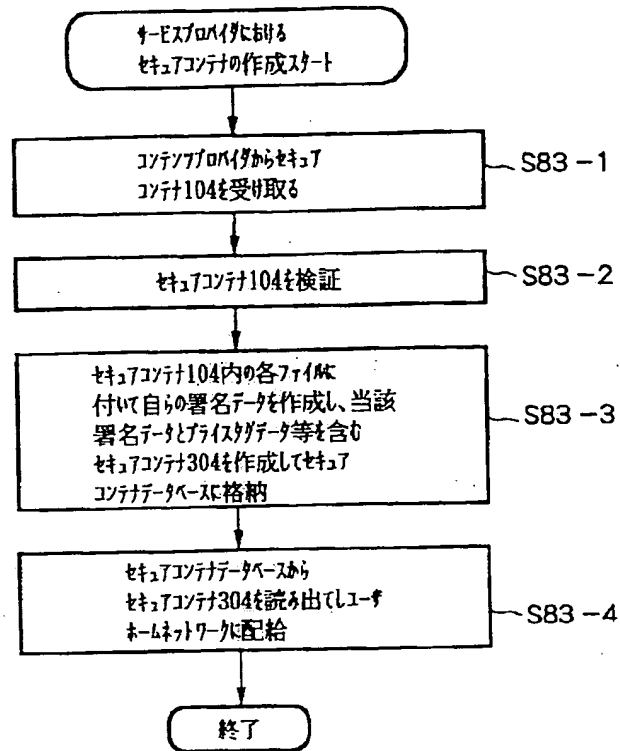 サービスプロバイダにおける
セキュアコンテナの作成スタート
コンテンツプロバイダからセキュア
コンテナ104を受け取る
S83-1
セキュアコンテナ104を検証
S83-2
セキュアコンテナ104内の各ファイルに
付いて自らの署名データを作成し、当該
署名データとプライスタグデータ等を含む
セキュアコンテナ304を作成してセキュア
コンテナデータベースに格納
S83-3
セキュアコンテナデータベースから
セキュアコンテナ304を読み出てしユーザ
ホームネットワークに配給
S83-4
終了